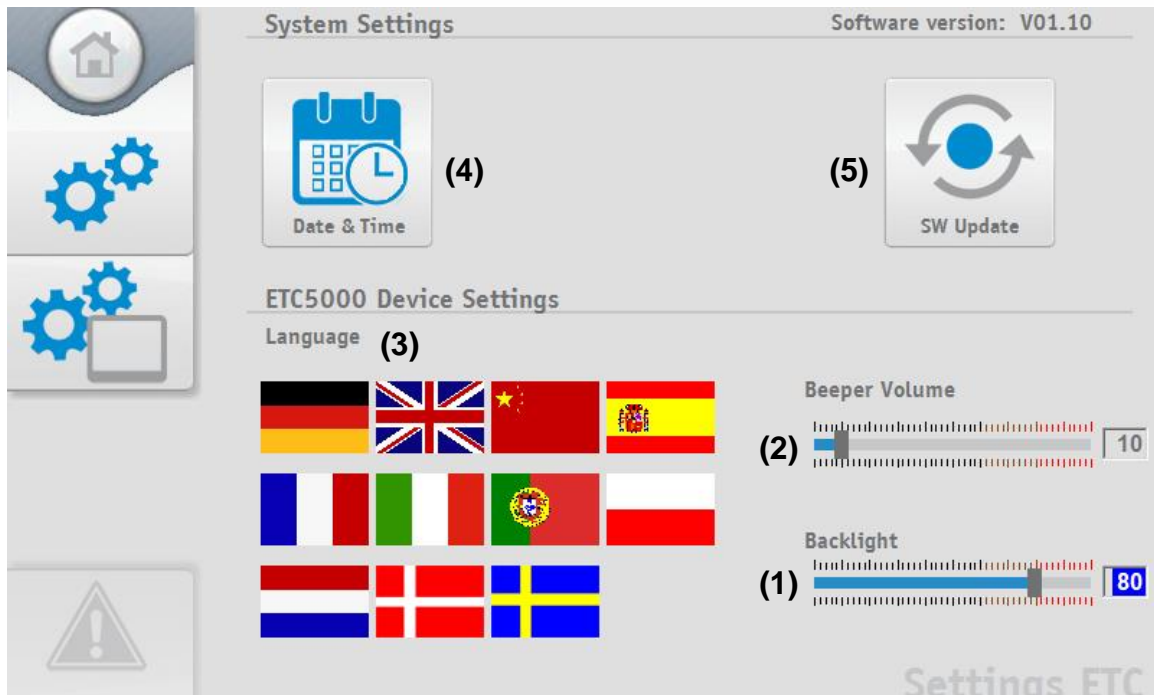 System Settings
Software version: V01.10
(4)
(5)
Date & Time
SW Update
ETC5000 Device Settings
Language
(3)
Beeper Volume
(2)
10
Backlight
(1)
80
Settings ETC